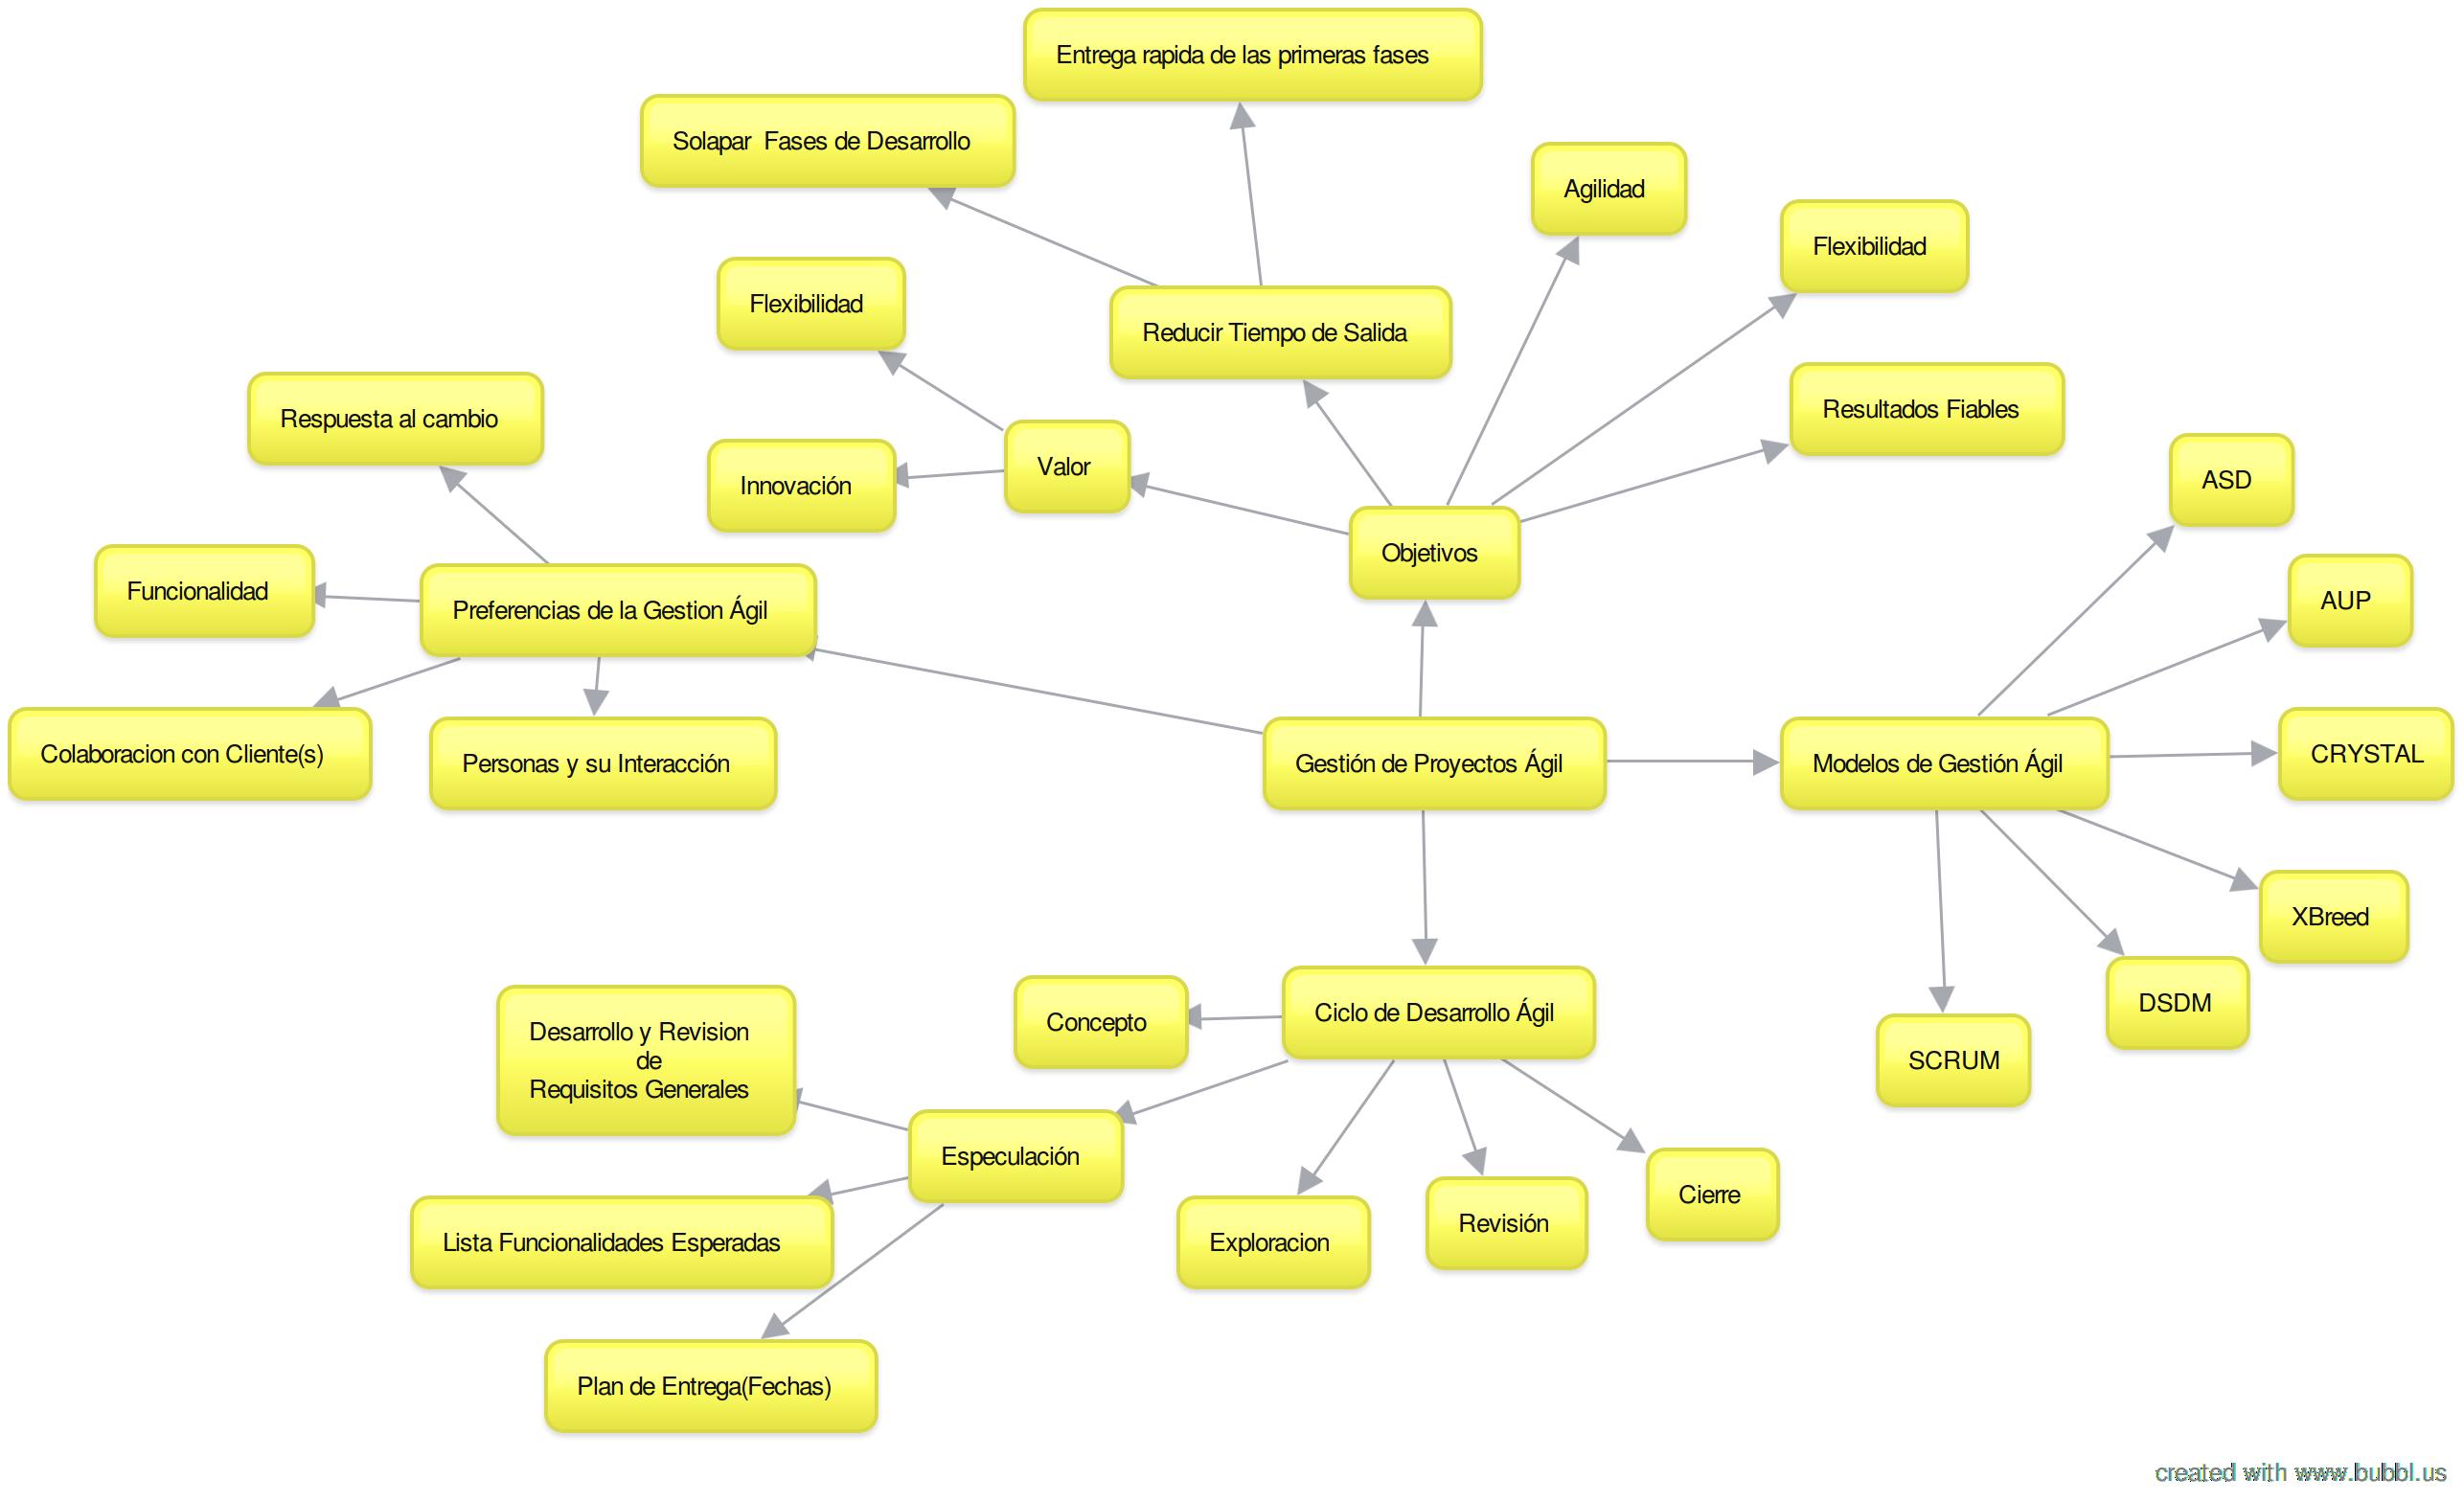 Entrega rapida de las primeras fases
Solapar  Fases de Desarrollo
Agilidad
Flexibilidad
Flexibilidad
Reducir Tiempo de Salida
Resultados Fiables
Respuesta al cambio
Valor
Innovación
ASD
Objetivos
Funcionalidad
Preferencias de la Gestion Ágil
AUP
Colaboracion con Cliente(s)
Personas y su Interacción
Gestión de Proyectos Ágil
Modelos de Gestión Ágil
CRYSTAL
XBreed
Concepto
Ciclo de Desarrollo Ágil
DSDM
Desarrollo y Revision
de
Requisitos Generales
SCRUM
Especulación
Cierre
Lista Funcionalidades Esperadas
Exploracion
Revisión
Plan de Entrega(Fechas)
created with www.bubbl.us